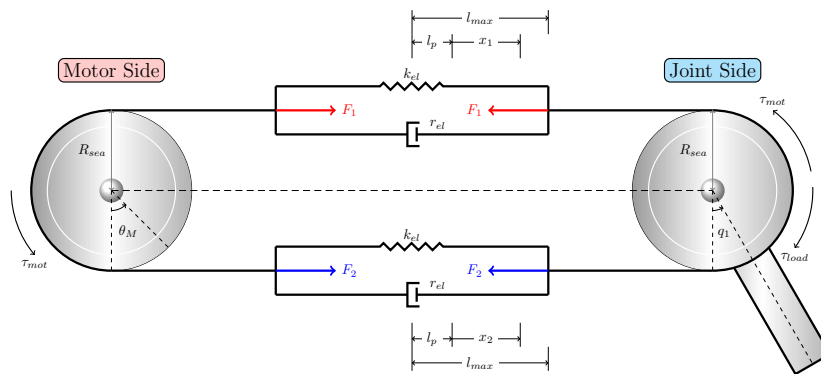 l_max
l_p x_1
Motor Side
Joint Side
k_el
τ_mot
F_1 F_1
r_el
R_sea R_sea
θ_M
q_1
k_el
τ_mot
τ_load
F_2 F_2
r_el
l_p x_2
l_max